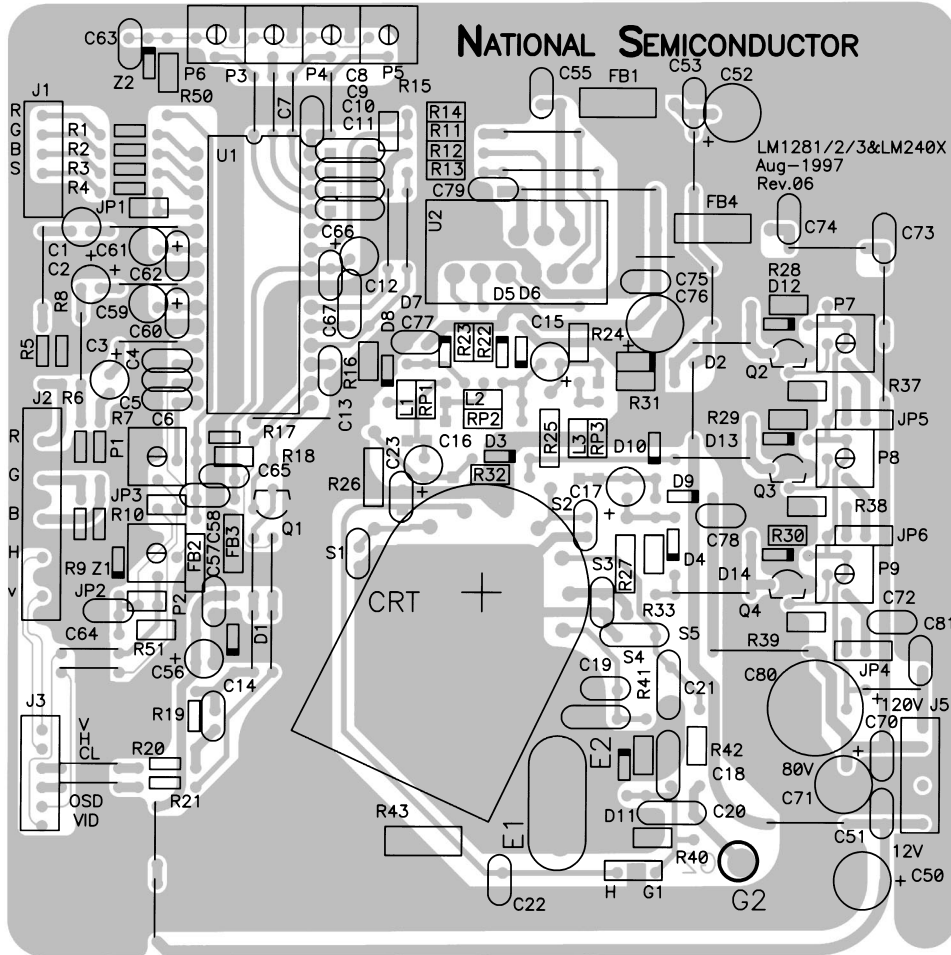 NATIONAL SEMICONDUCTOR
C63
Z2
P6
R50
P3
P4
C8
P5
C9
R15
C7
C10
C11
C55
FB1
C53
C52
J1
R
G
B
S
R1
R2
R3
R4
U1
R14
R11
R12
R13
LM1281/2/3&LM240X
Aug-1997
Rev.06
C79
JP1
U2
FB4
C74
C73
C1
C61
C2
C62
C66
C12
C67
D5 D6
C75
C76
R28
D12
P7
R8
C59
C60
D7
D8
C77
R23
R22
C15
R24
R5
C3
C4
R16
D2
Q2
R37
J2
R6
C5
C6
R7
C13
L1
RP1
L2
RP2
R31
R29
D13
JP5
R
G
B
H
V
P1
R17
R18
C65
C23
C16
D3
R32
R25
L3
RP3
D10
P8
JP3
R10
R26
Q1
S2
C17
D9
Q3
R38
C58
C57
FB2
FB3
S1
C78
R30
JP6
R9
Z1
D4
R27
S3
D14
P9
JP2
P2
CRT
R33
Q4
C72
C64
R51
D1
S5
S4
R39
C81
C56
C14
C19
R41
C21
C80
JP4
J3
V
H
CL
OSD
VID
R19
120V
J5
C70
R20
R21
E2
R42
C18
80V
C71
R43
E1
D11
C20
C51
12V
R40
C22
H
G1
G2
G2
C50